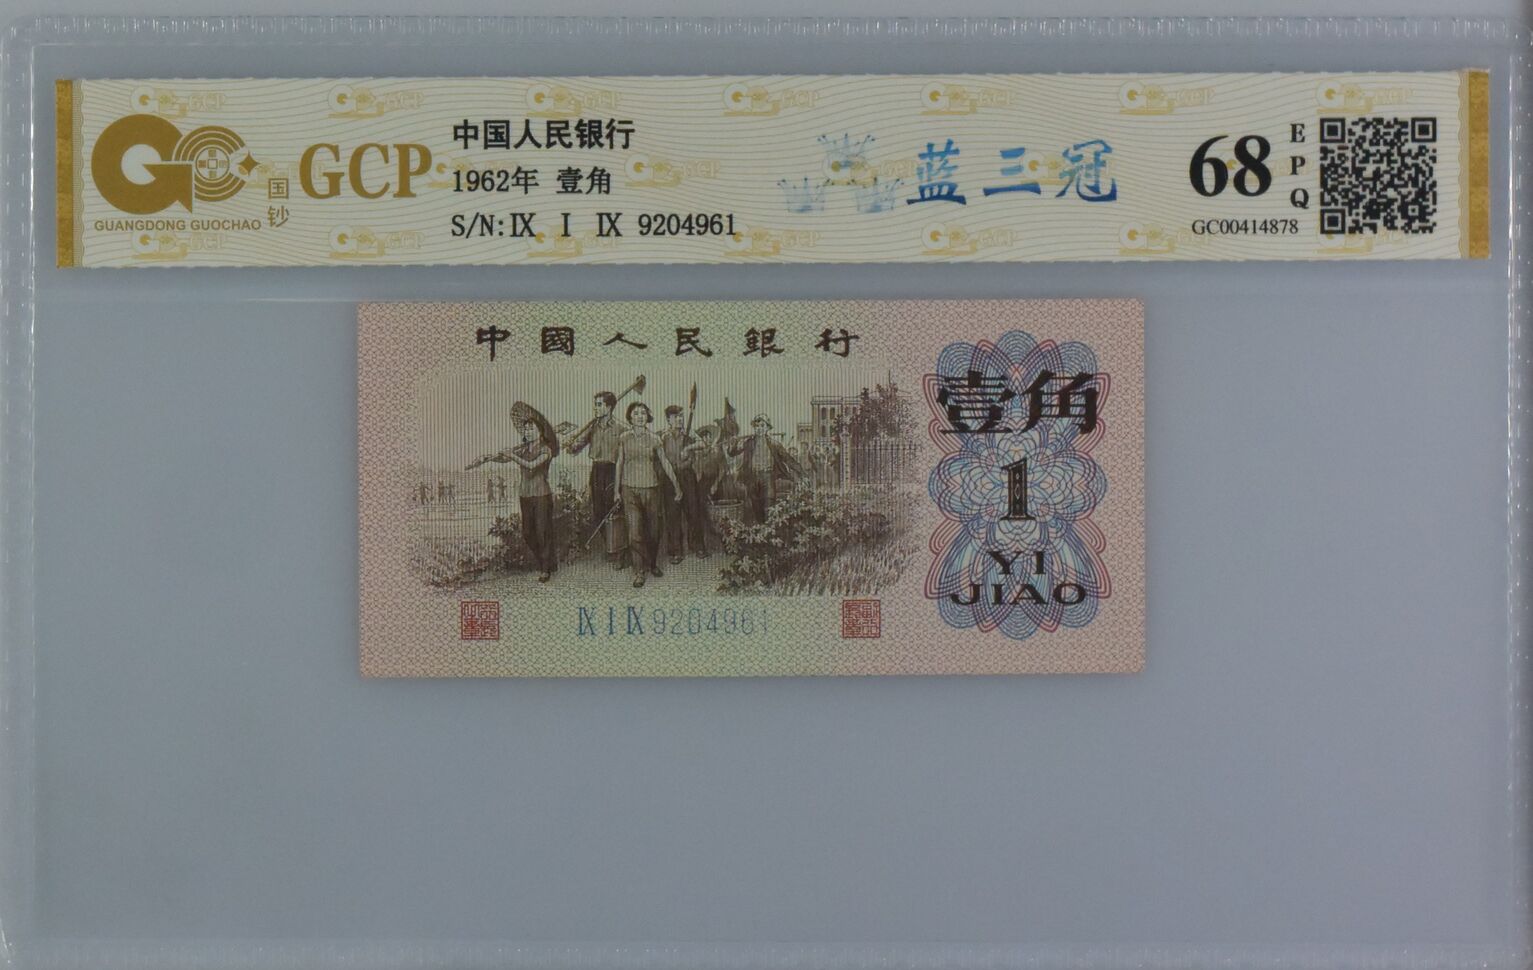 中国人民银行
1962年 壹角
S/N:Ⅸ Ⅰ Ⅸ 9204961
GCP
国钞
GUANGDONG GUOCHAO
蓝三冠
68
EPQ
GC00414878
中國人民銀行
壹角
1
YI
JIAO
Ⅸ Ⅰ Ⅸ 9204961